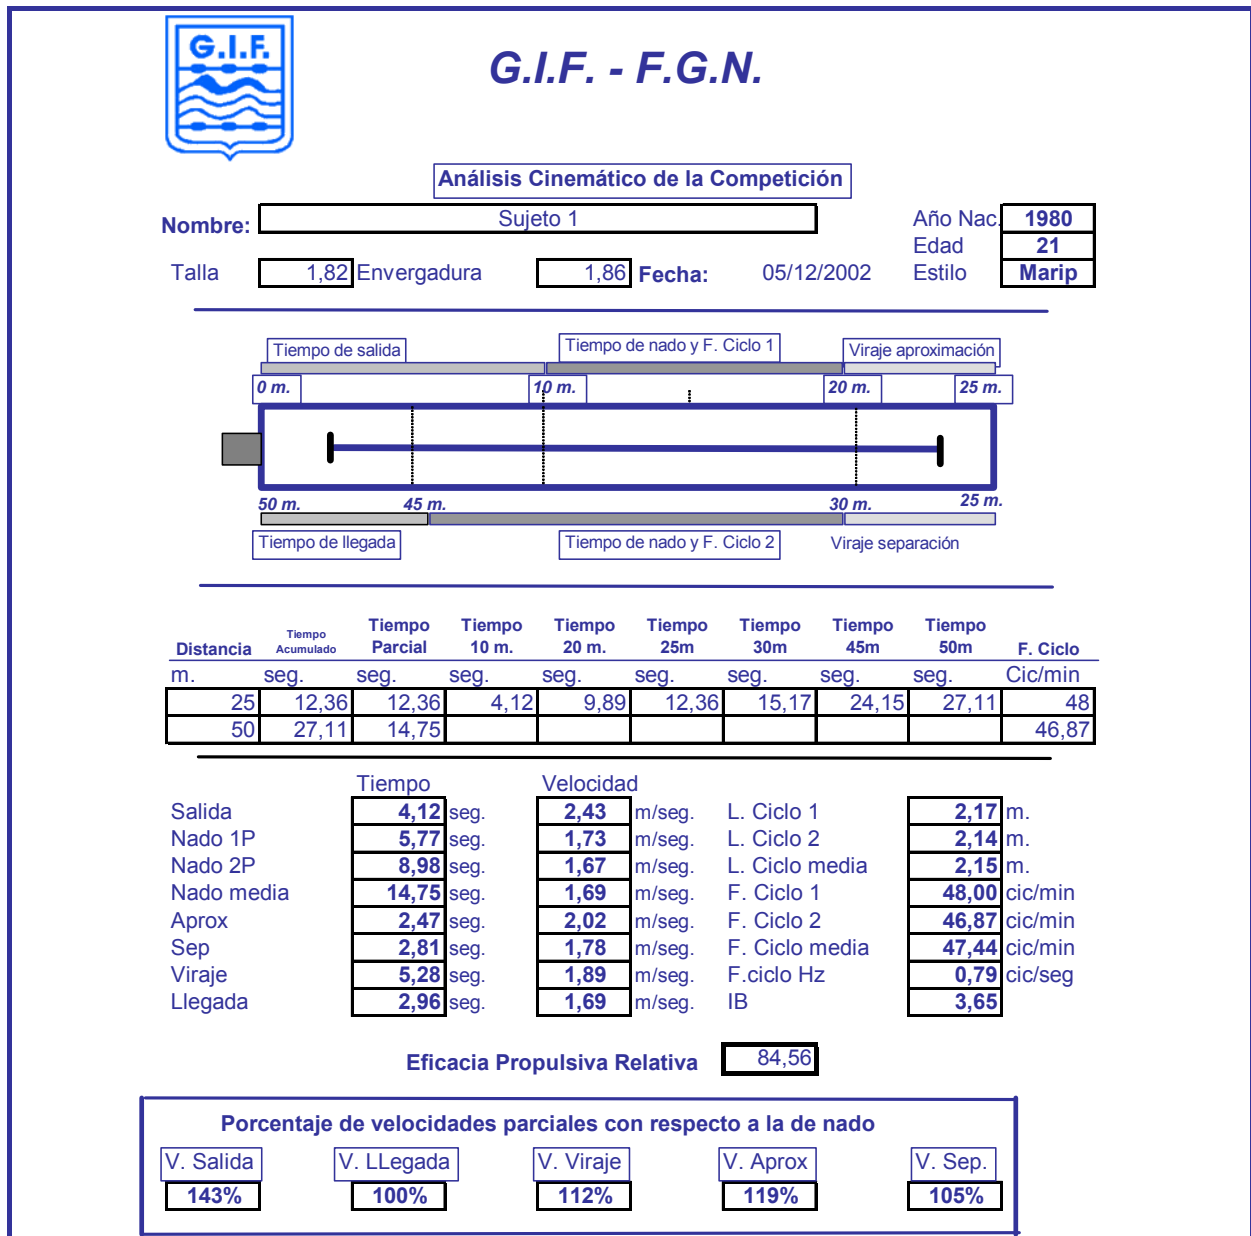 G.I.F.
G.I.F. - F.G.N.
Análisis Cinemático de la Competición
Nombre: Sujeto 1 Año Nac. 1980
Edad 21
Talla 1,82 Envergadura 1,86 Fecha: 05/12/2002 Estilo Marip
Tiempo de salida Tiempo de nado y F. Ciclo 1 Viraje aproximación
0 m. 10 m. 20 m. 25 m.
50 m. 45 m. 30 m. 25 m.
Tiempo de llegada Tiempo de nado y F. Ciclo 2 Viraje separación
Distancia Tiempo Acumulado Tiempo Parcial Tiempo 10 m. Tiempo 20 m. Tiempo 25m Tiempo 30m Tiempo 45m Tiempo 50m F. Ciclo
m. seg. seg. seg. seg. seg. seg. seg. seg. Cic/min
25 12,36 12,36 4,12 9,89 12,36 15,17 24,15 27,11 48
50 27,11 14,75 46,87
Tiempo Velocidad
Salida 4,12 seg. 2,43 m/seg. L. Ciclo 1 2,17 m.
Nado 1P 5,77 seg. 1,73 m/seg. L. Ciclo 2 2,14 m.
Nado 2P 8,98 seg. 1,67 m/seg. L. Ciclo media 2,15 m.
Nado media 14,75 seg. 1,69 m/seg. F. Ciclo 1 48,00 cic/min
Aprox 2,47 seg. 2,02 m/seg. F. Ciclo 2 46,87 cic/min
Sep 2,81 seg. 1,78 m/seg. F. Ciclo media 47,44 cic/min
Viraje 5,28 seg. 1,89 m/seg. F.ciclo Hz 0,79 cic/seg
Llegada 2,96 seg. 1,69 m/seg. IB 3,65
Eficacia Propulsiva Relativa 84,56
Porcentaje de velocidades parciales con respecto a la de nado
V. Salida V. LLegada V. Viraje V. Aprox V. Sep.
143% 100% 112% 119% 105%